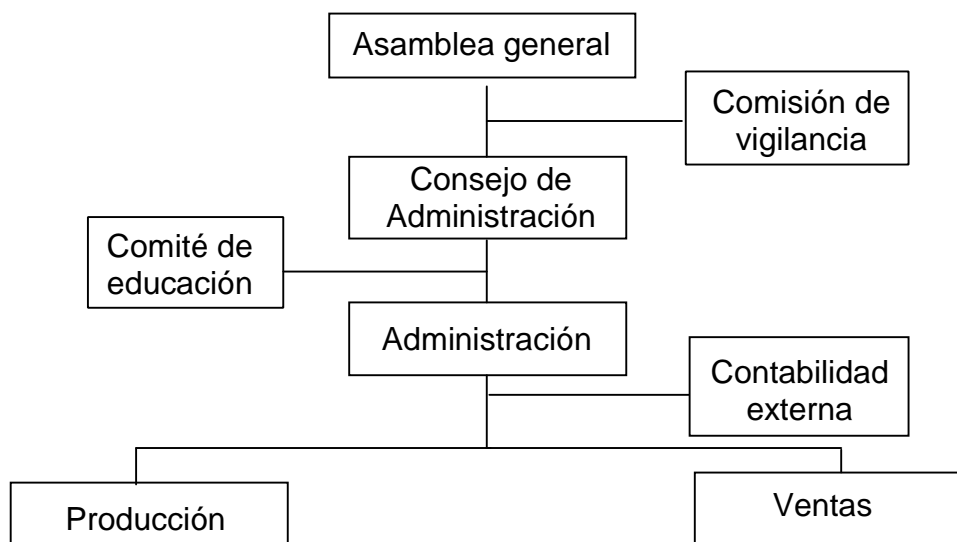 Asamblea general
Comisión de
vigilancia
Consejo de
Administración
Comité de
educación
Administración
Contabilidad
externa
Producción
Ventas